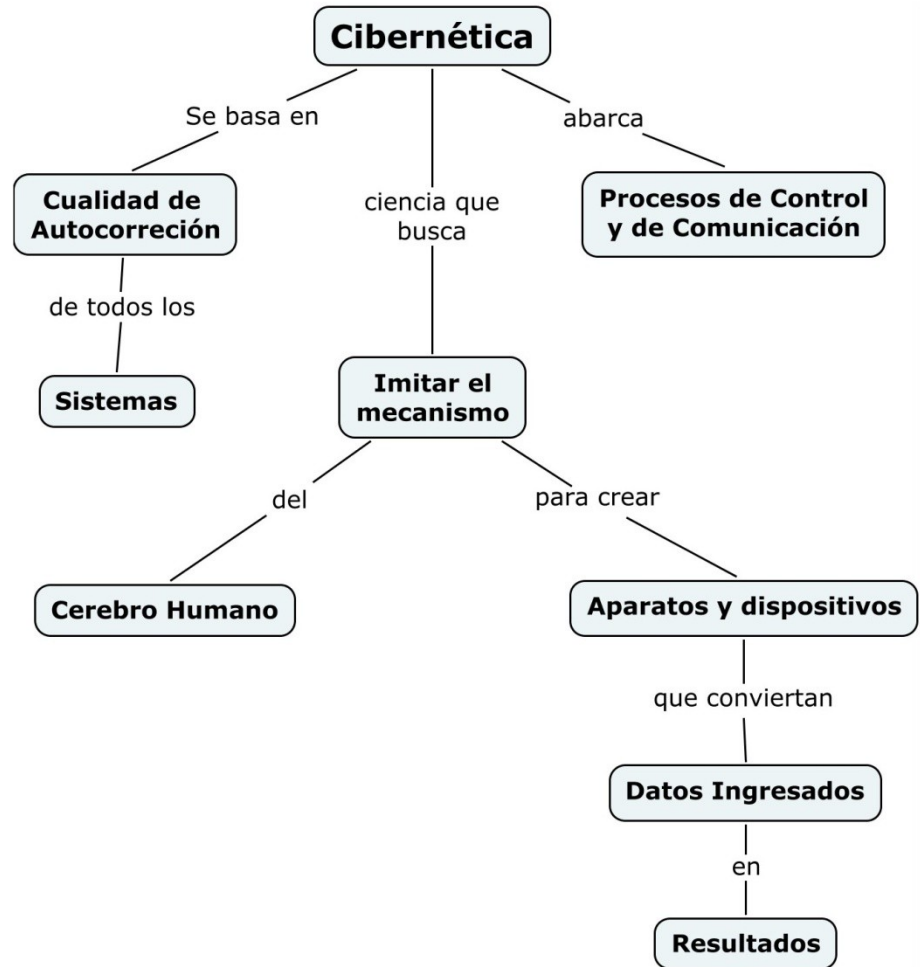 Cibernética
Se basa en
abarca
Cualidad de
Autocorreción
ciencia que
busca
Procesos de Control
y de Comunicación
de todos los
Sistemas
Imitar el
mecanismo
del
para crear
Cerebro Humano
Aparatos y dispositivos
que conviertan
Datos Ingresados
en
Resultados